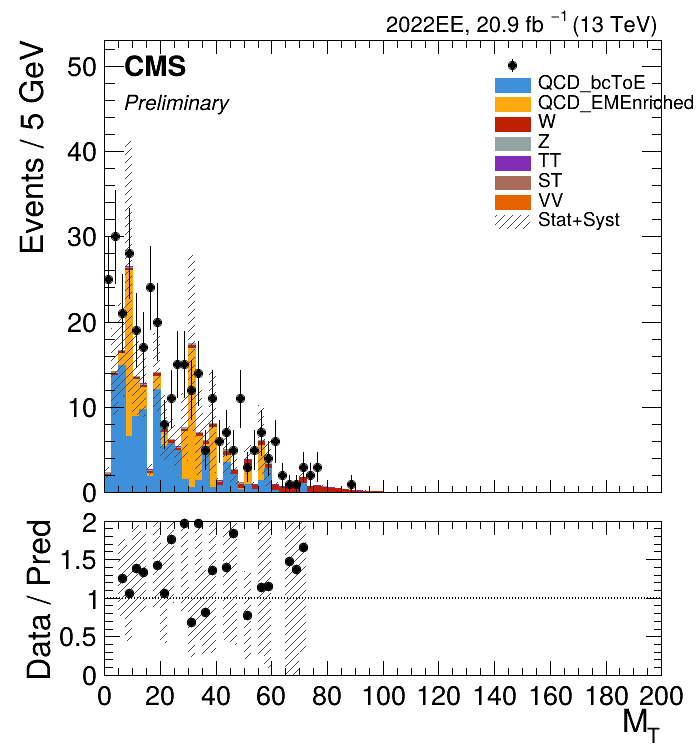 2022EE, 20.9 fb ⁻¹ (13 TeV)
CMS
Preliminary
QCD_bcToE
QCD_EMEnriched
W
Z
TT
ST
VV
Stat+Syst
Events / 5 GeV
50
40
30
20
10
0
Data / Pred
2
1.5
1
0.5
0
0 20 40 60 80 100 120 140 160 180 200
M_T